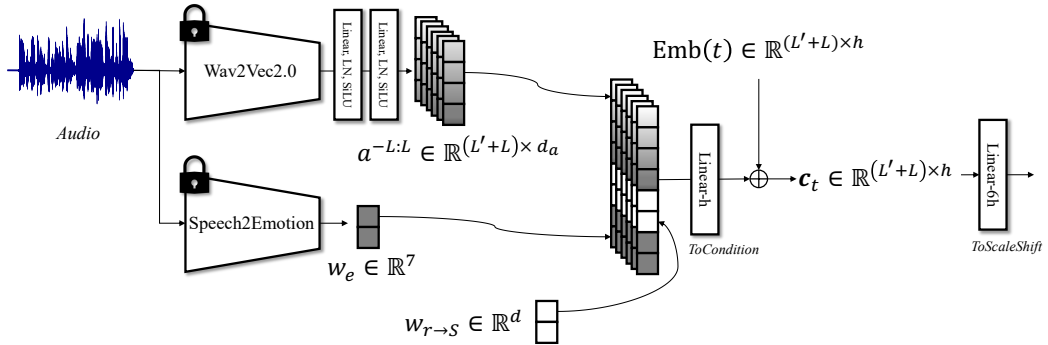 Audio
Wav2Vec2.0
Linear, LN, SiLU
Linear, LN, SiLU
a^{-L:L} ∈ ℝ^{(L′+L)×d_a}
Speech2Emotion
w_e ∈ ℝ^7
w_{r→S} ∈ ℝ^d
Linear-h
ToCondition
Emb(t) ∈ ℝ^{(L′+L)×h}
c_t ∈ ℝ^{(L′+L)×h}
Linear-6h
ToScaleShift